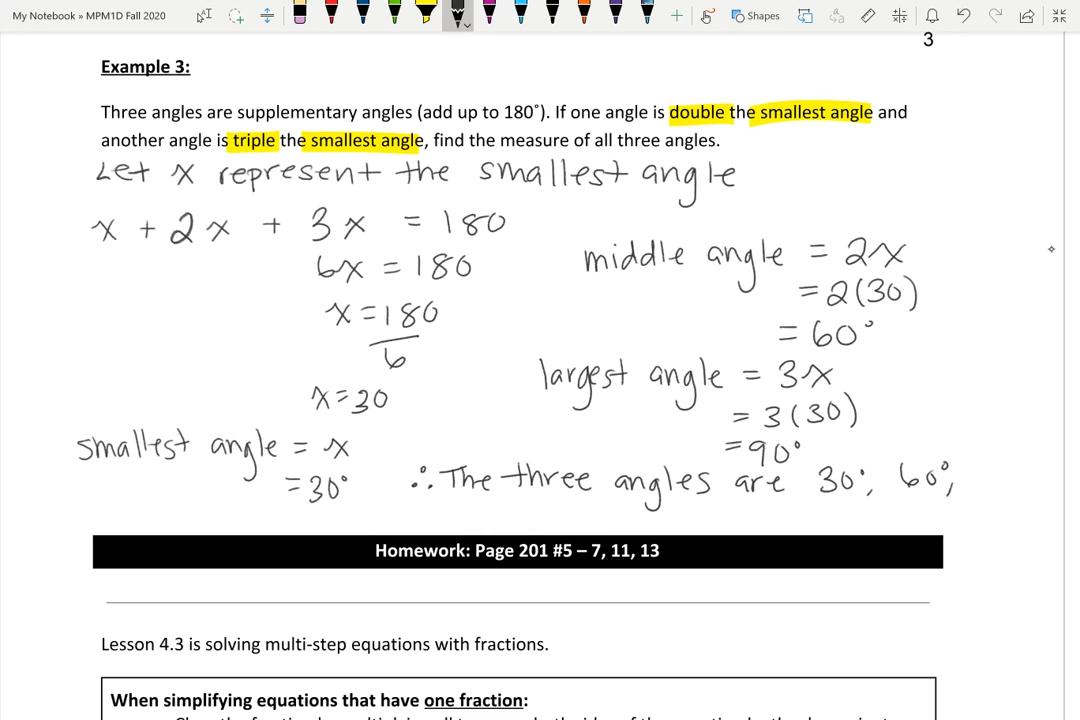 My Notebook » MPM1D Fall 2020
Shapes
3
Example 3:
Three angles are supplementary angles (add up to 180˚). If one angle is double the smallest angle and
another angle is triple the smallest angle, find the measure of all three angles.
Let x represent the smallest angle
x + 2x + 3x = 180
6x = 180
x = 180
6
x = 30
smallest angle = x
= 30°
middle angle = 2x
= 2(30)
= 60°
largest angle = 3x
= 3(30)
= 90°
∴ The three angles are 30°, 60°,
Homework: Page 201 #5 – 7, 11, 13
Lesson 4.3 is solving multi-step equations with fractions.
When simplifying equations that have one fraction: